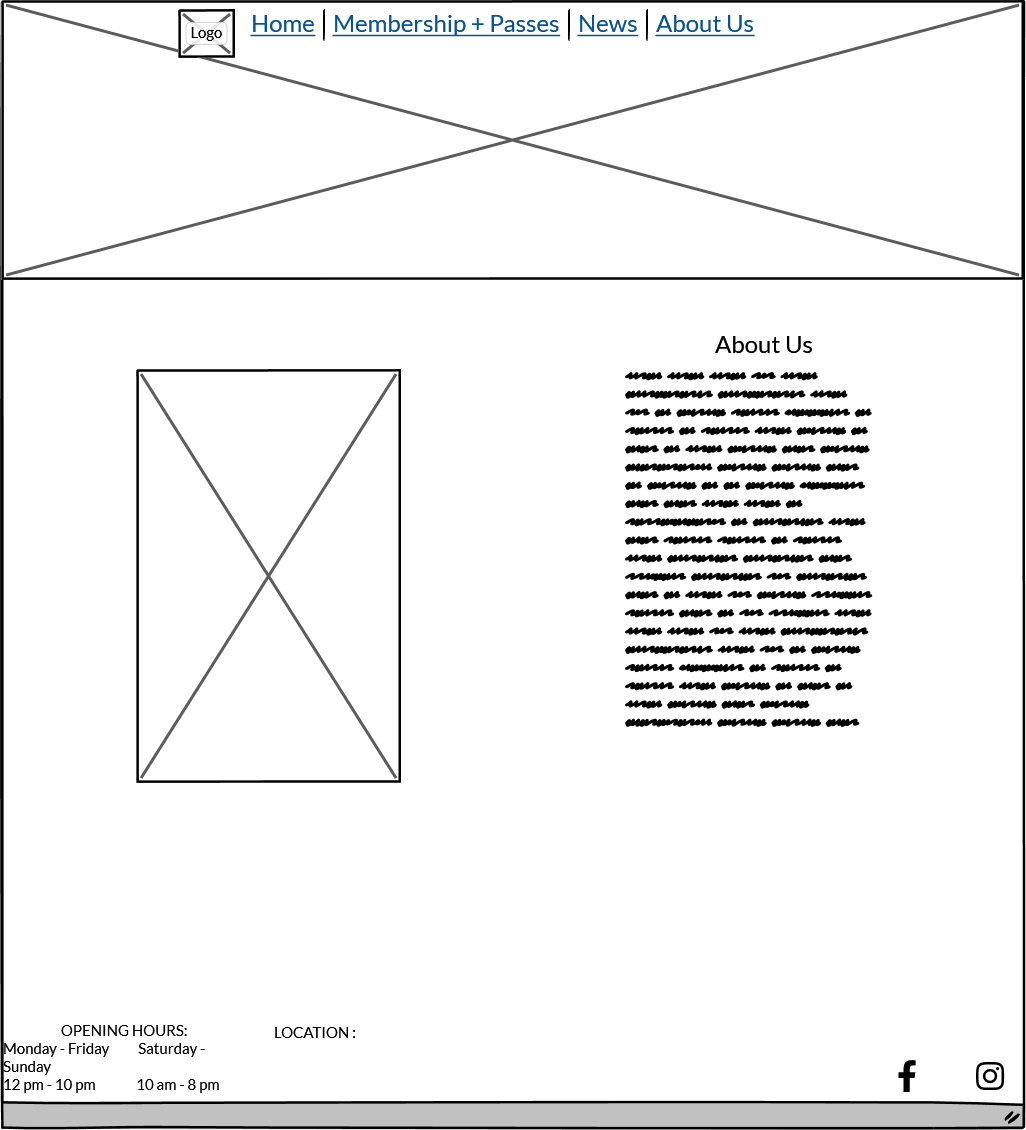 Logo
Home | Membership + Passes | News | About Us
About Us
OPENING HOURS:
Monday - Friday Saturday -
Sunday
12 pm - 10 pm 10 am - 8 pm
LOCATION :